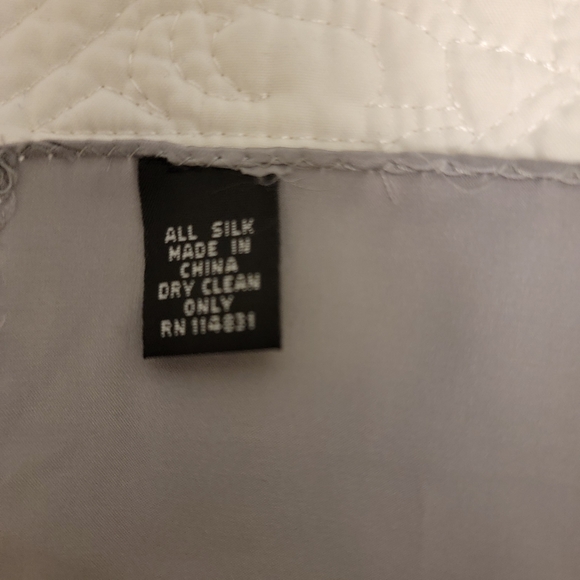 ALL SILK
MADE IN
CHINA
DRY CLEAN
ONLY
RN 114831